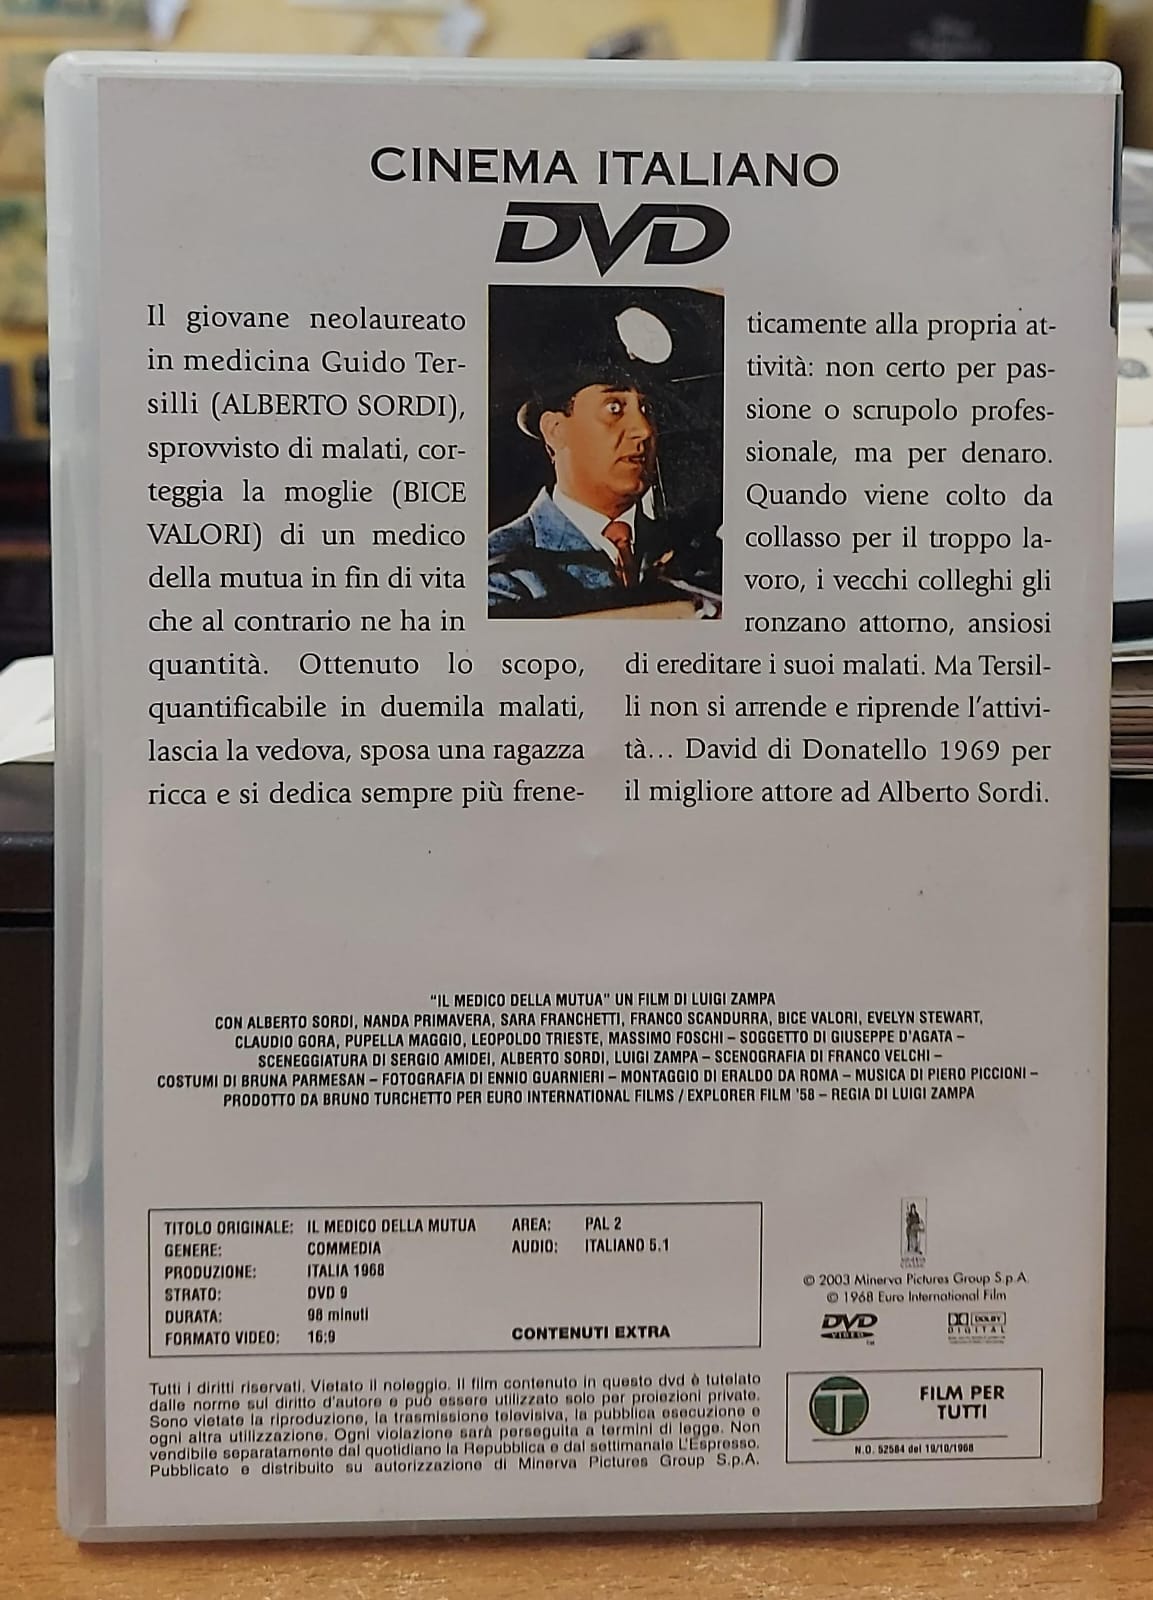 CINEMA ITALIANO
DVD
Il giovane neolaureato
in medicina Guido Ter-
silli (ALBERTO SORDI),
sprovvisto di malati, cor-
teggia la moglie (BICE
VALORI) di un medico
della mutua in fin di vita
che al contrario ne ha in
quantità. Ottenuto lo scopo,
quantificabile in duemila malati,
lascia la vedova, sposa una ragazza
ricca e si dedica sempre più frene-
ticamente alla propria at-
tività: non certo per pas-
sione o scrupolo profes-
sionale, ma per denaro.
Quando viene colto da
collasso per il troppo la-
voro, i vecchi colleghi gli
ronzano attorno, ansiosi
di ereditare i suoi malati. Ma Tersil-
li non si arrende e riprende l'attivi-
tà... David di Donatello 1969 per
il migliore attore ad Alberto Sordi.
"IL MEDICO DELLA MUTUA" UN FILM DI LUIGI ZAMPA
CON ALBERTO SORDI, NANDA PRIMAVERA, SARA FRANCHETTI, FRANCO SCANDURRA, BICE VALORI, EVELYN STEWART,
CLAUDIO GORA, PUPELLA MAGGIO, LEOPOLDO TRIESTE, MASSIMO FOSCHI – SOGGETTO DI GIUSEPPE D'AGATA –
SCENEGGIATURA DI SERGIO AMIDEI, ALBERTO SORDI, LUIGI ZAMPA – SCENOGRAFIA DI FRANCO VELCHI –
COSTUMI DI BRUNA PARMESAN – FOTOGRAFIA DI ENNIO GUARNIERI – MONTAGGIO DI ERALDO DA ROMA – MUSICA DI PIERO PICCIONI –
PRODOTTO DA BRUNO TURCHETTO PER EURO INTERNATIONAL FILMS / EXPLORER FILM '58 – REGIA DI LUIGI ZAMPA
TITOLO ORIGINALE: IL MEDICO DELLA MUTUA
GENERE: COMMEDIA
PRODUZIONE: ITALIA 1968
STRATO: DVD 9
DURATA: 98 minuti
FORMATO VIDEO: 16:9
AREA: PAL 2
AUDIO: ITALIANO 5.1
CONTENUTI EXTRA
© 2003 Minerva Pictures Group S.p.A.
© 1968 Euro International Film
DVD
VIDEO
DOLBY
DIGITAL
Tutti i diritti riservati. Vietato il noleggio. Il film contenuto in questo dvd è tutelato
dalle norme sul diritto d'autore e può essere utilizzato solo per proiezioni private.
Sono vietate la riproduzione, la trasmissione televisiva, la pubblica esecuzione e
ogni altra utilizzazione. Ogni violazione sarà perseguita a termini di legge. Non
vendibile separatamente dal quotidiano la Repubblica e dal settimanale L'Espresso.
Pubblicato e distribuito su autorizzazione di Minerva Pictures Group S.p.A.
T
FILM PER
TUTTI
N.O. 52584 del 19/10/1968